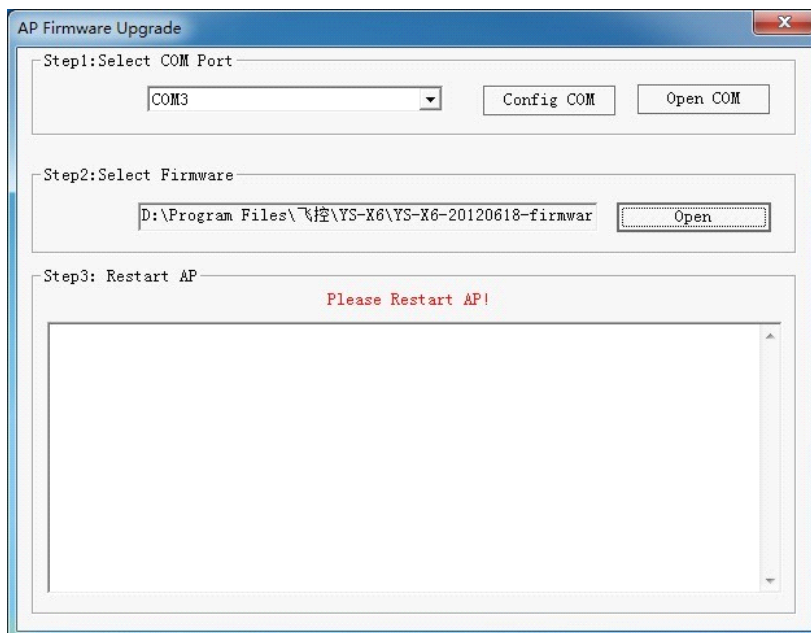 AP Firmware Upgrade
Step1:Select COM Port
COM3
Config COM
Open COM
Step2:Select Firmware
D:\Program Files\飞控\YS-X6\YS-X6-20120618-firmwar
Open
Step3: Restart AP
Please Restart AP!